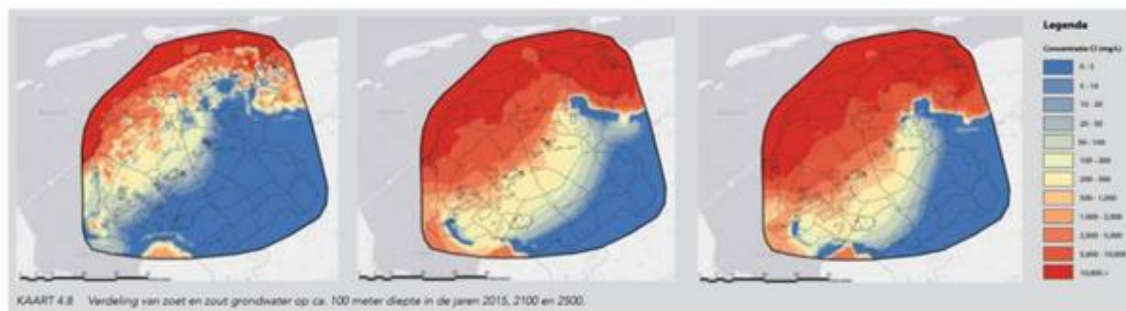 Legenda
Concentratie Cl (mg/L)
0 - 5
5 - 10
10 - 20
20 - 50
50 - 100
100 - 200
200 - 500
500 - 1,000
1,000 - 2,000
2,000 - 5,000
5,000 - 10,000
10,000 >
KAART 4.8 Verdeling van zoet en zout grondwater op ca. 100 meter diepte in de jaren 2015, 2100 en 2500.